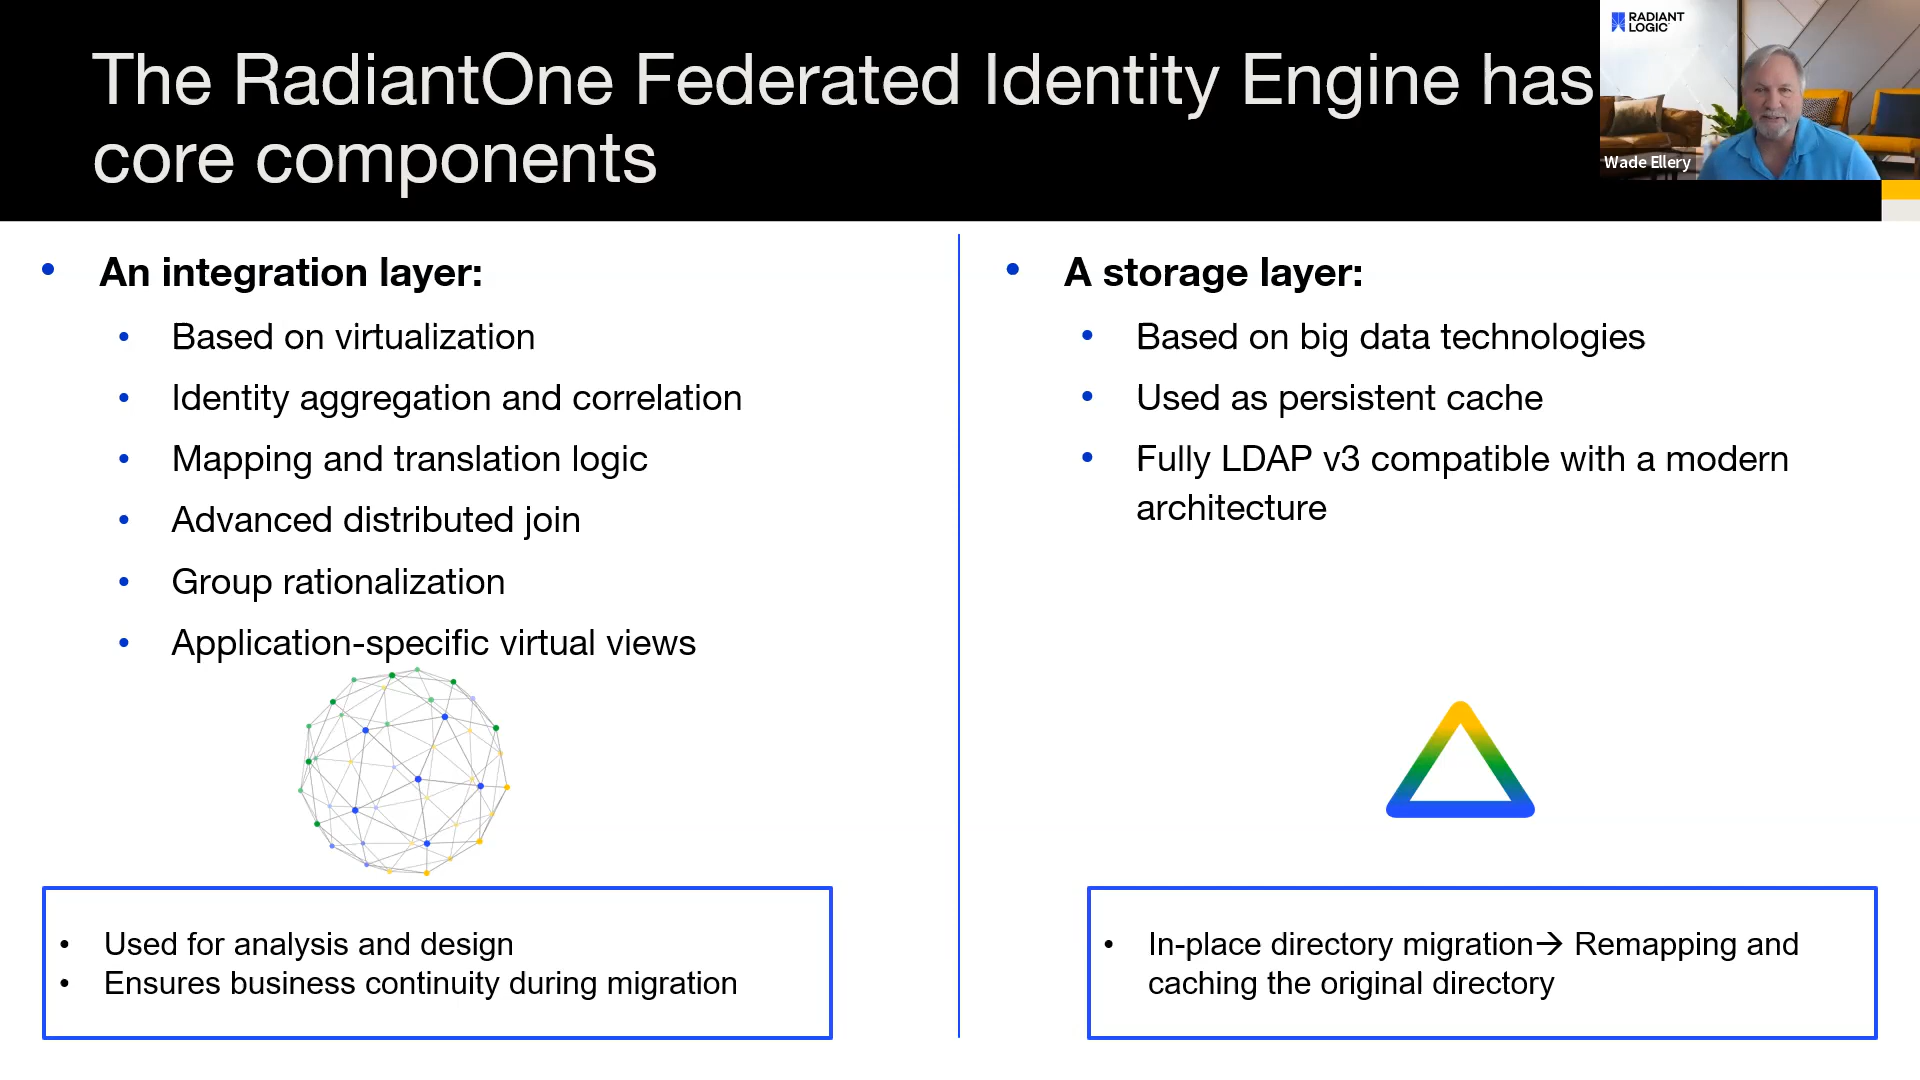 The RadiantOne Federated Identity Engine has
core components
RADIANT
LOGIC
Wade Ellery
• An integration layer:
• Based on virtualization
• Identity aggregation and correlation
• Mapping and translation logic
• Advanced distributed join
• Group rationalization
• Application-specific virtual views
• Used for analysis and design
• Ensures business continuity during migration
• A storage layer:
• Based on big data technologies
• Used as persistent cache
• Fully LDAP v3 compatible with a modern
architecture
• In-place directory migration→ Remapping and
caching the original directory